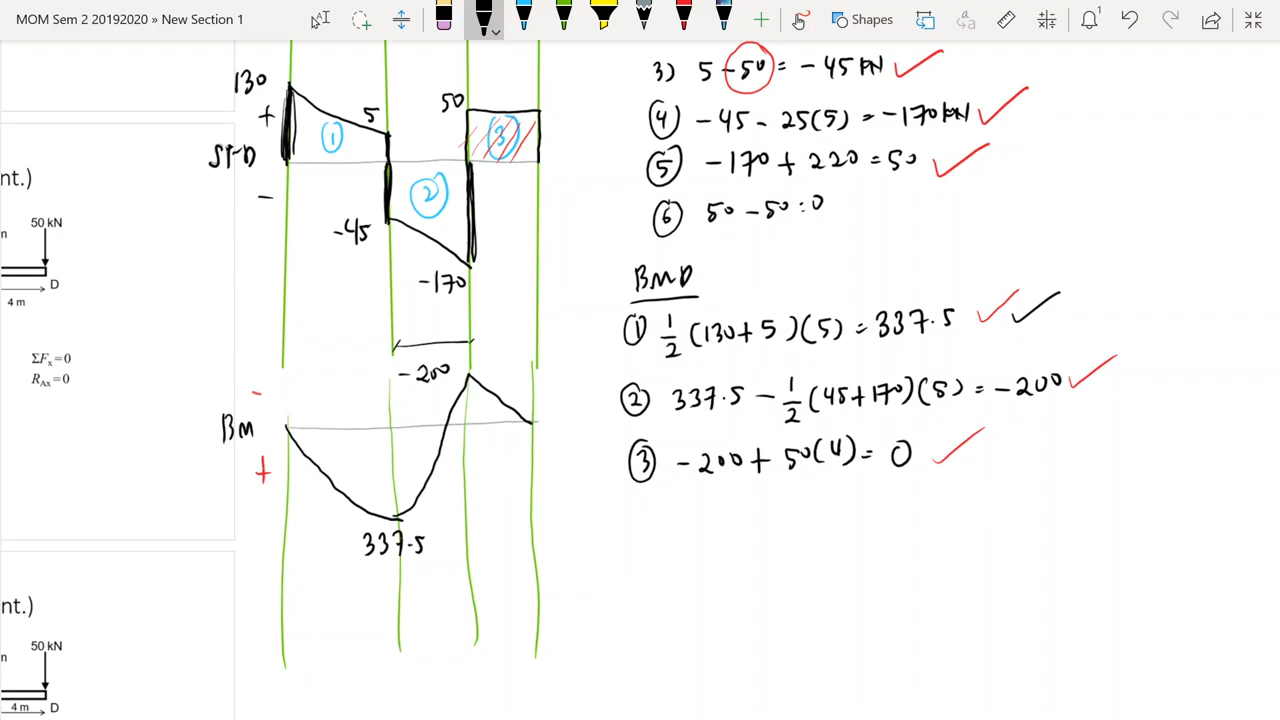 MOM Sem 2 20192020 » New Section 1
Shapes
1
nt.)
50 kN
n
D
4 m
ΣFx=0
RAx=0
nt.)
50 kN
n
4 m
D
130
+
5
50
SFD
①
③
②
−
-45
-170
-200
-
BM
+
337.5
3) 5 -50 = -45 kN
④ -45 - 25(5) = -170kN
⑤ -170 + 220 = 50
⑥ 50 - 50 = 0
BMD
① 1/2 (130+5)(5) = 337.5
② 337.5 - 1/2 (45+170)(5) = -200
③ -200 + 50(4) = 0